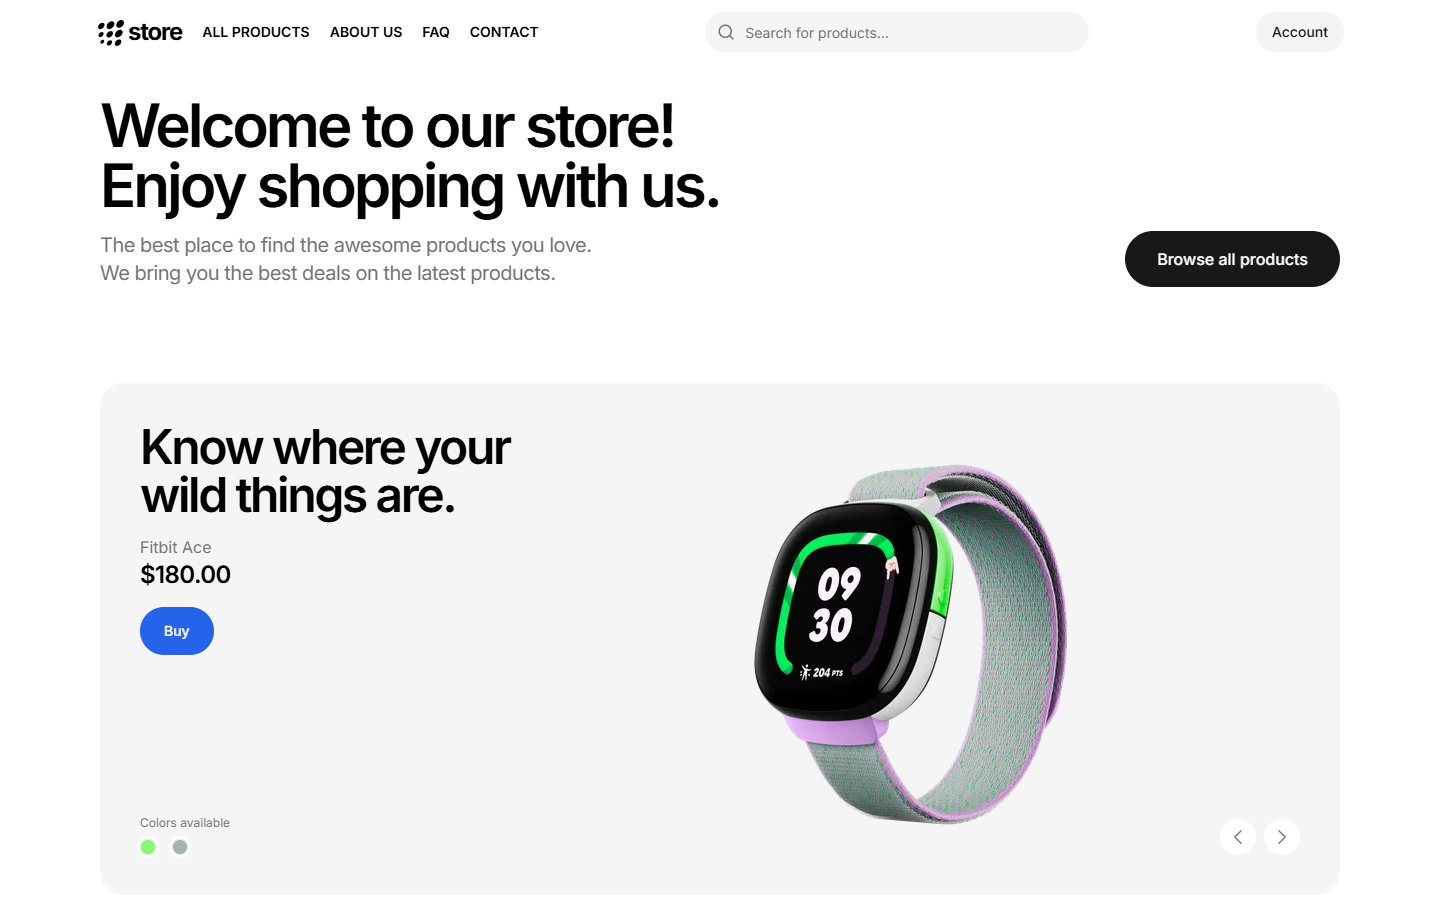 store
ALL PRODUCTS
ABOUT US
FAQ
CONTACT
Search for products...
Account
Welcome to our store!
Enjoy shopping with us.
The best place to find the awesome products you love.
We bring you the best deals on the latest products.
Browse all products
Know where your
wild things are.
Fitbit Ace
$180.00
Buy
09
30
204 PTS
Colors available